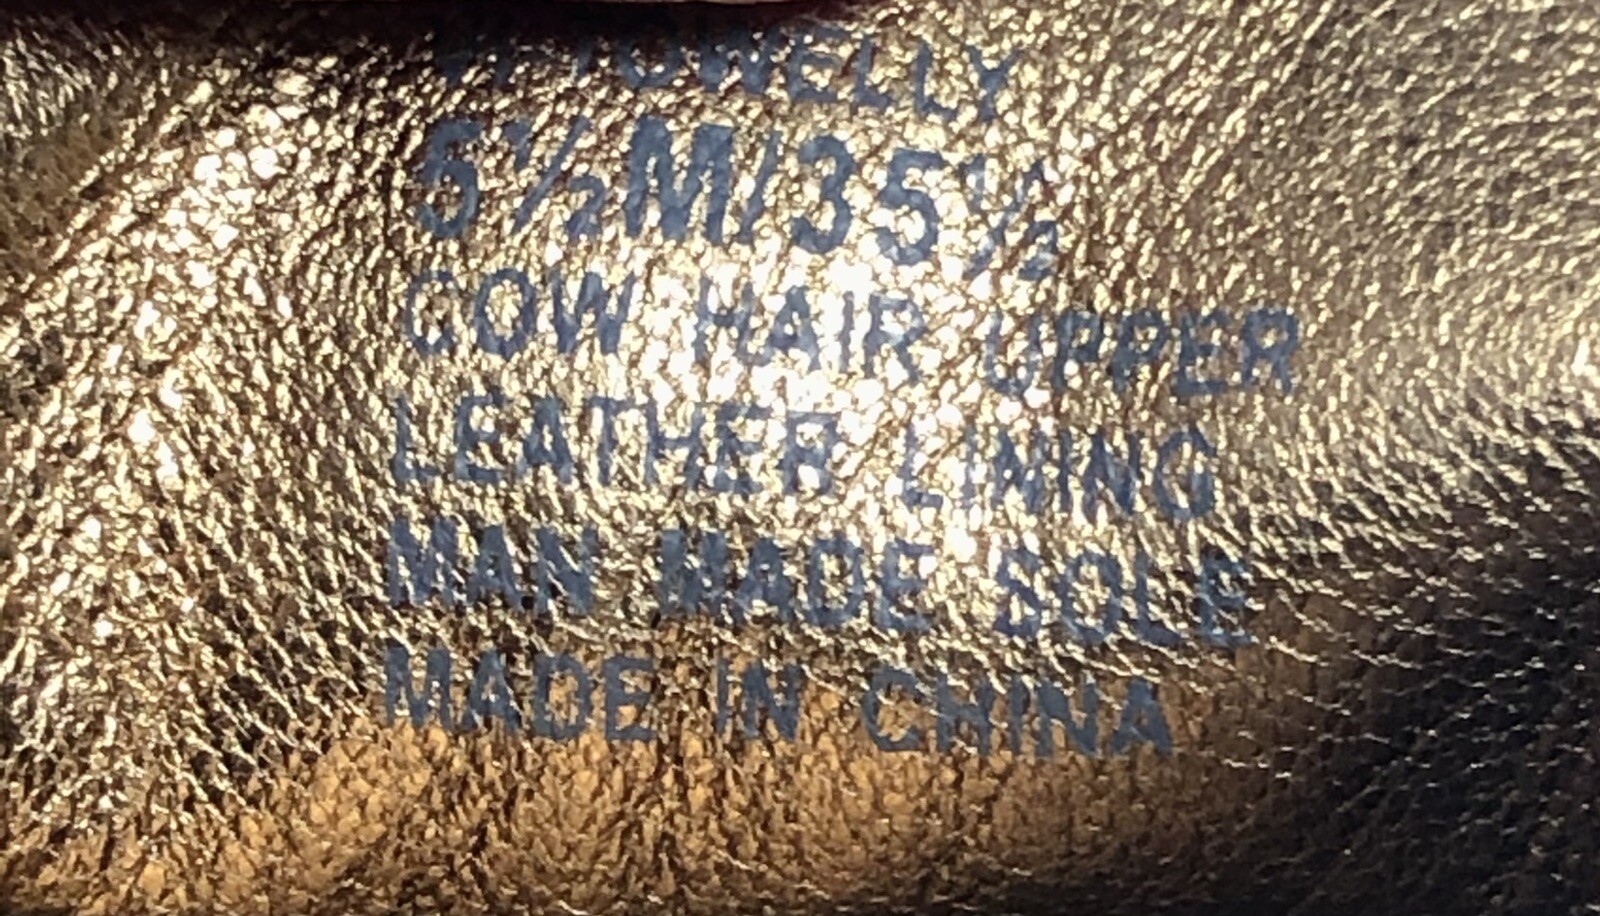 5½M/35½
COW HAIR UPPER
LEATHER LINING
MAN MADE SOLE
MADE IN CHINA